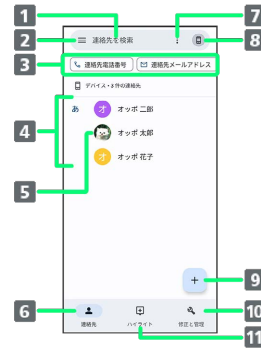 1
7
2
連絡先を検索
8
3
連絡先電話番号
連絡先メールアドレス
デバイス・3 件の連絡先
4
あ
オ
オッポ 二郎
オッポ 太郎
5
オ
オッポ 花子
+
9
6
10
連絡先
ハイライト
修正と管理
11